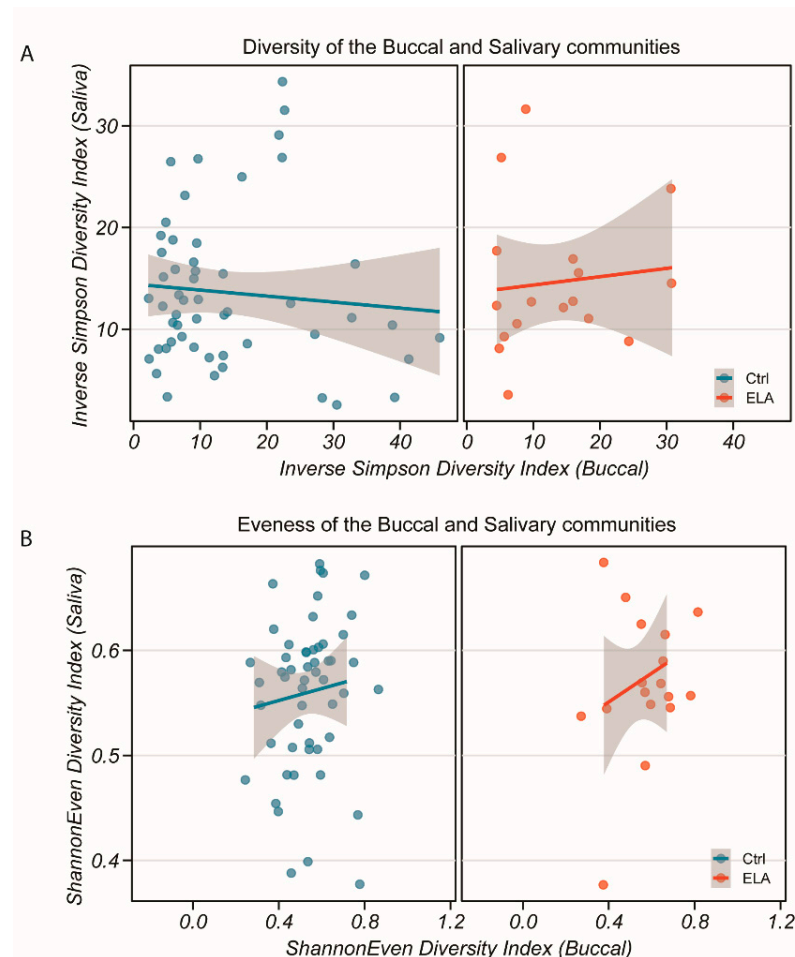 A
Diversity of the Buccal and Salivary communities
Inverse Simpson Diversity Index (Saliva)
30
20
10
Ctrl
ELA
0 10 20 30 40 0 10 20 30 40
Inverse Simpson Diversity Index (Buccal)
B
Eveness of the Buccal and Salivary communities
ShannonEven Diversity Index (Saliva)
0.6
0.5
0.4
Ctrl
ELA
0.0 0.4 0.8 1.2 0.0 0.4 0.8 1.2
ShannonEven Diversity Index (Buccal)